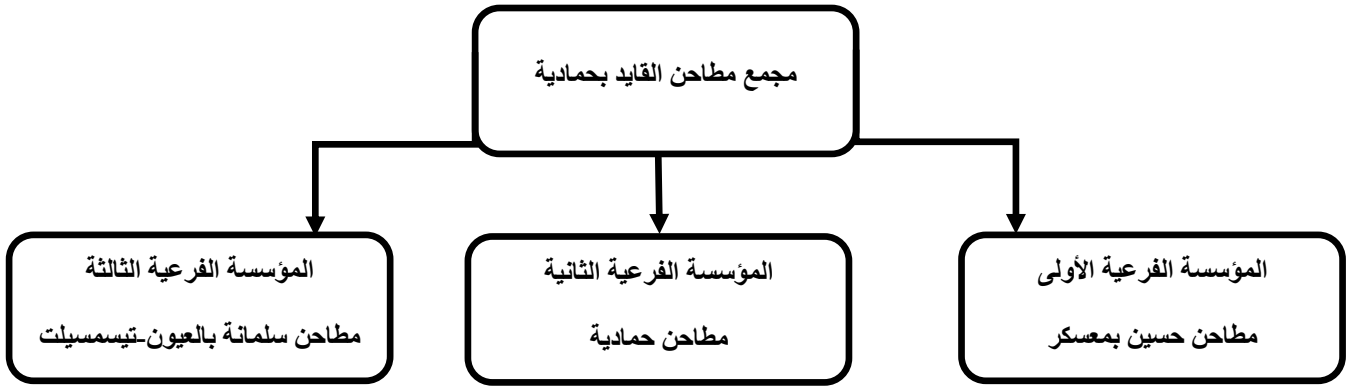 مجمع مطاحن القايد بحمادية
المؤسسة الفرعية الأولى
مطاحن حسين بمعسكر
المؤسسة الفرعية الثانية
مطاحن حمادية
المؤسسة الفرعية الثالثة
مطاحن سلمانة بالعيون-تيسمسيلت